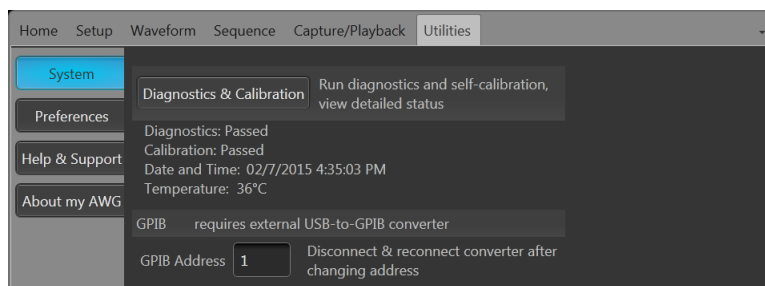 Home Setup Waveform Sequence Capture/Playback Utilities
System
Preferences
Help & Support
About my AWG
Diagnostics & Calibration
Run diagnostics and self-calibration,
view detailed status
Diagnostics: Passed
Calibration: Passed
Date and Time: 02/7/2015 4:35:03 PM
Temperature: 36°C
GPIB requires external USB-to-GPIB converter
GPIB Address 1
Disconnect & reconnect converter after
changing address